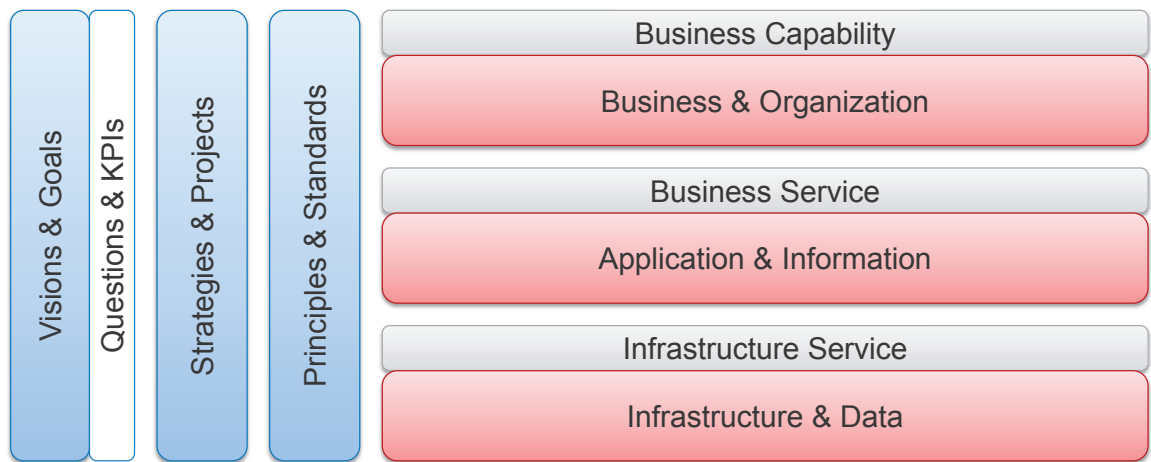 Visions & Goals
Questions & KPIs
Strategies & Projects
Principles & Standards
Business Capability
Business & Organization
Business Service
Application & Information
Infrastructure Service
Infrastructure & Data